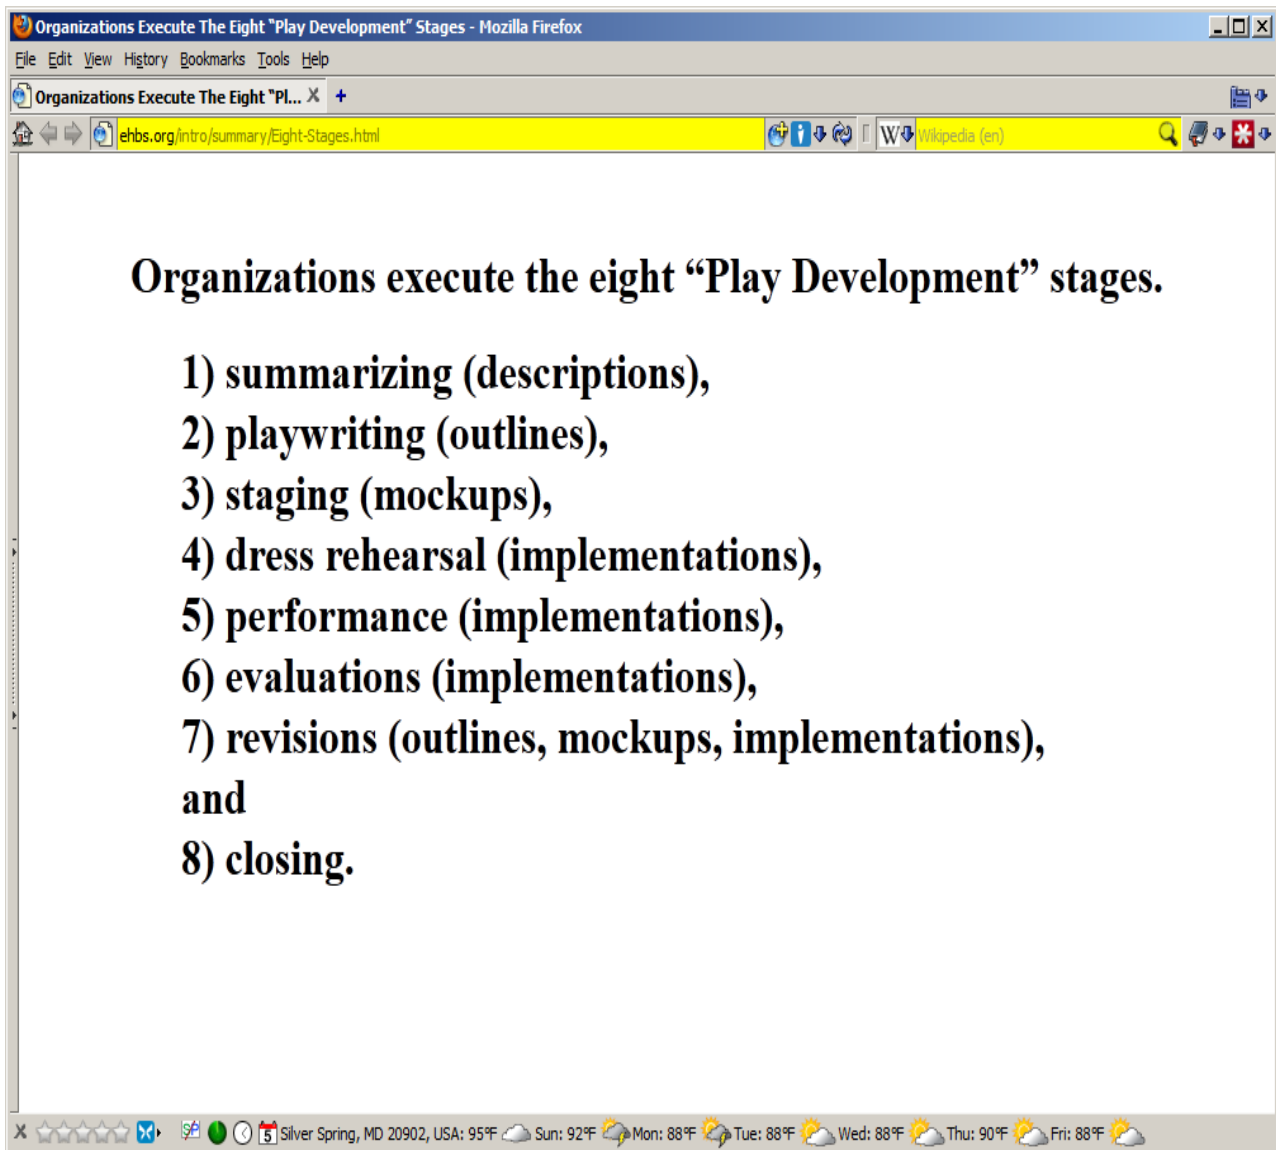 Organizations Execute The Eight "Play Development" Stages - Mozilla Firefox
File Edit View History Bookmarks Tools Help
Organizations Execute The Eight "Pl... X +
ehbs.org/intro/summary/Eight-Stages.html W Wikipedia (en)
Organizations execute the eight “Play Development” stages.
1) summarizing (descriptions),
2) playwriting (outlines),
3) staging (mockups),
4) dress rehearsal (implementations),
5) performance (implementations),
6) evaluations (implementations),
7) revisions (outlines, mockups, implementations),
and
8) closing.
X SP 5 Silver Spring, MD 20902, USA: 95°F Sun: 92°F Mon: 88°F Tue: 88°F Wed: 88°F Thu: 90°F Fri: 88°F